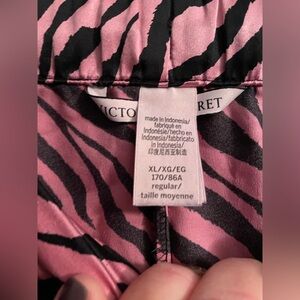 VICTO RET
made in Indonesia/
fabriqué en
Indonésie/hecho en
Indonesia/fabricato
in Indonesia/
印度尼西亚制造
XL/XG/EG
170/86A
regular/
taille moyenne